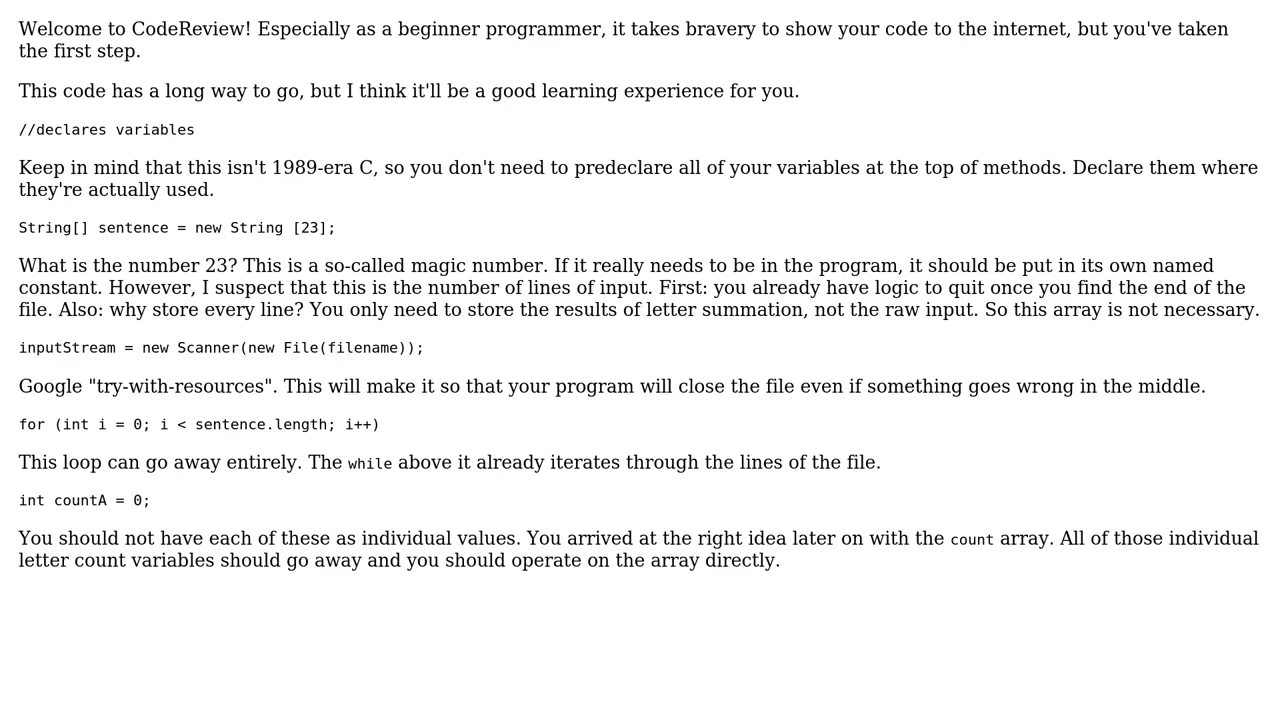 Welcome to CodeReview! Especially as a beginner programmer, it takes bravery to show your code to the internet, but you've taken
the first step.
This code has a long way to go, but I think it'll be a good learning experience for you.
//declares variables
Keep in mind that this isn't 1989-era C, so you don't need to predeclare all of your variables at the top of methods. Declare them where
they're actually used.
String[] sentence = new String [23];
What is the number 23? This is a so-called magic number. If it really needs to be in the program, it should be put in its own named
constant. However, I suspect that this is the number of lines of input. First: you already have logic to quit once you find the end of the
file. Also: why store every line? You only need to store the results of letter summation, not the raw input. So this array is not necessary.
inputStream = new Scanner(new File(filename));
Google "try-with-resources". This will make it so that your program will close the file even if something goes wrong in the middle.
for (int i = 0; i < sentence.length; i++)
This loop can go away entirely. The while above it already iterates through the lines of the file.
int countA = 0;
You should not have each of these as individual values. You arrived at the right idea later on with the count array. All of those individual
letter count variables should go away and you should operate on the array directly.